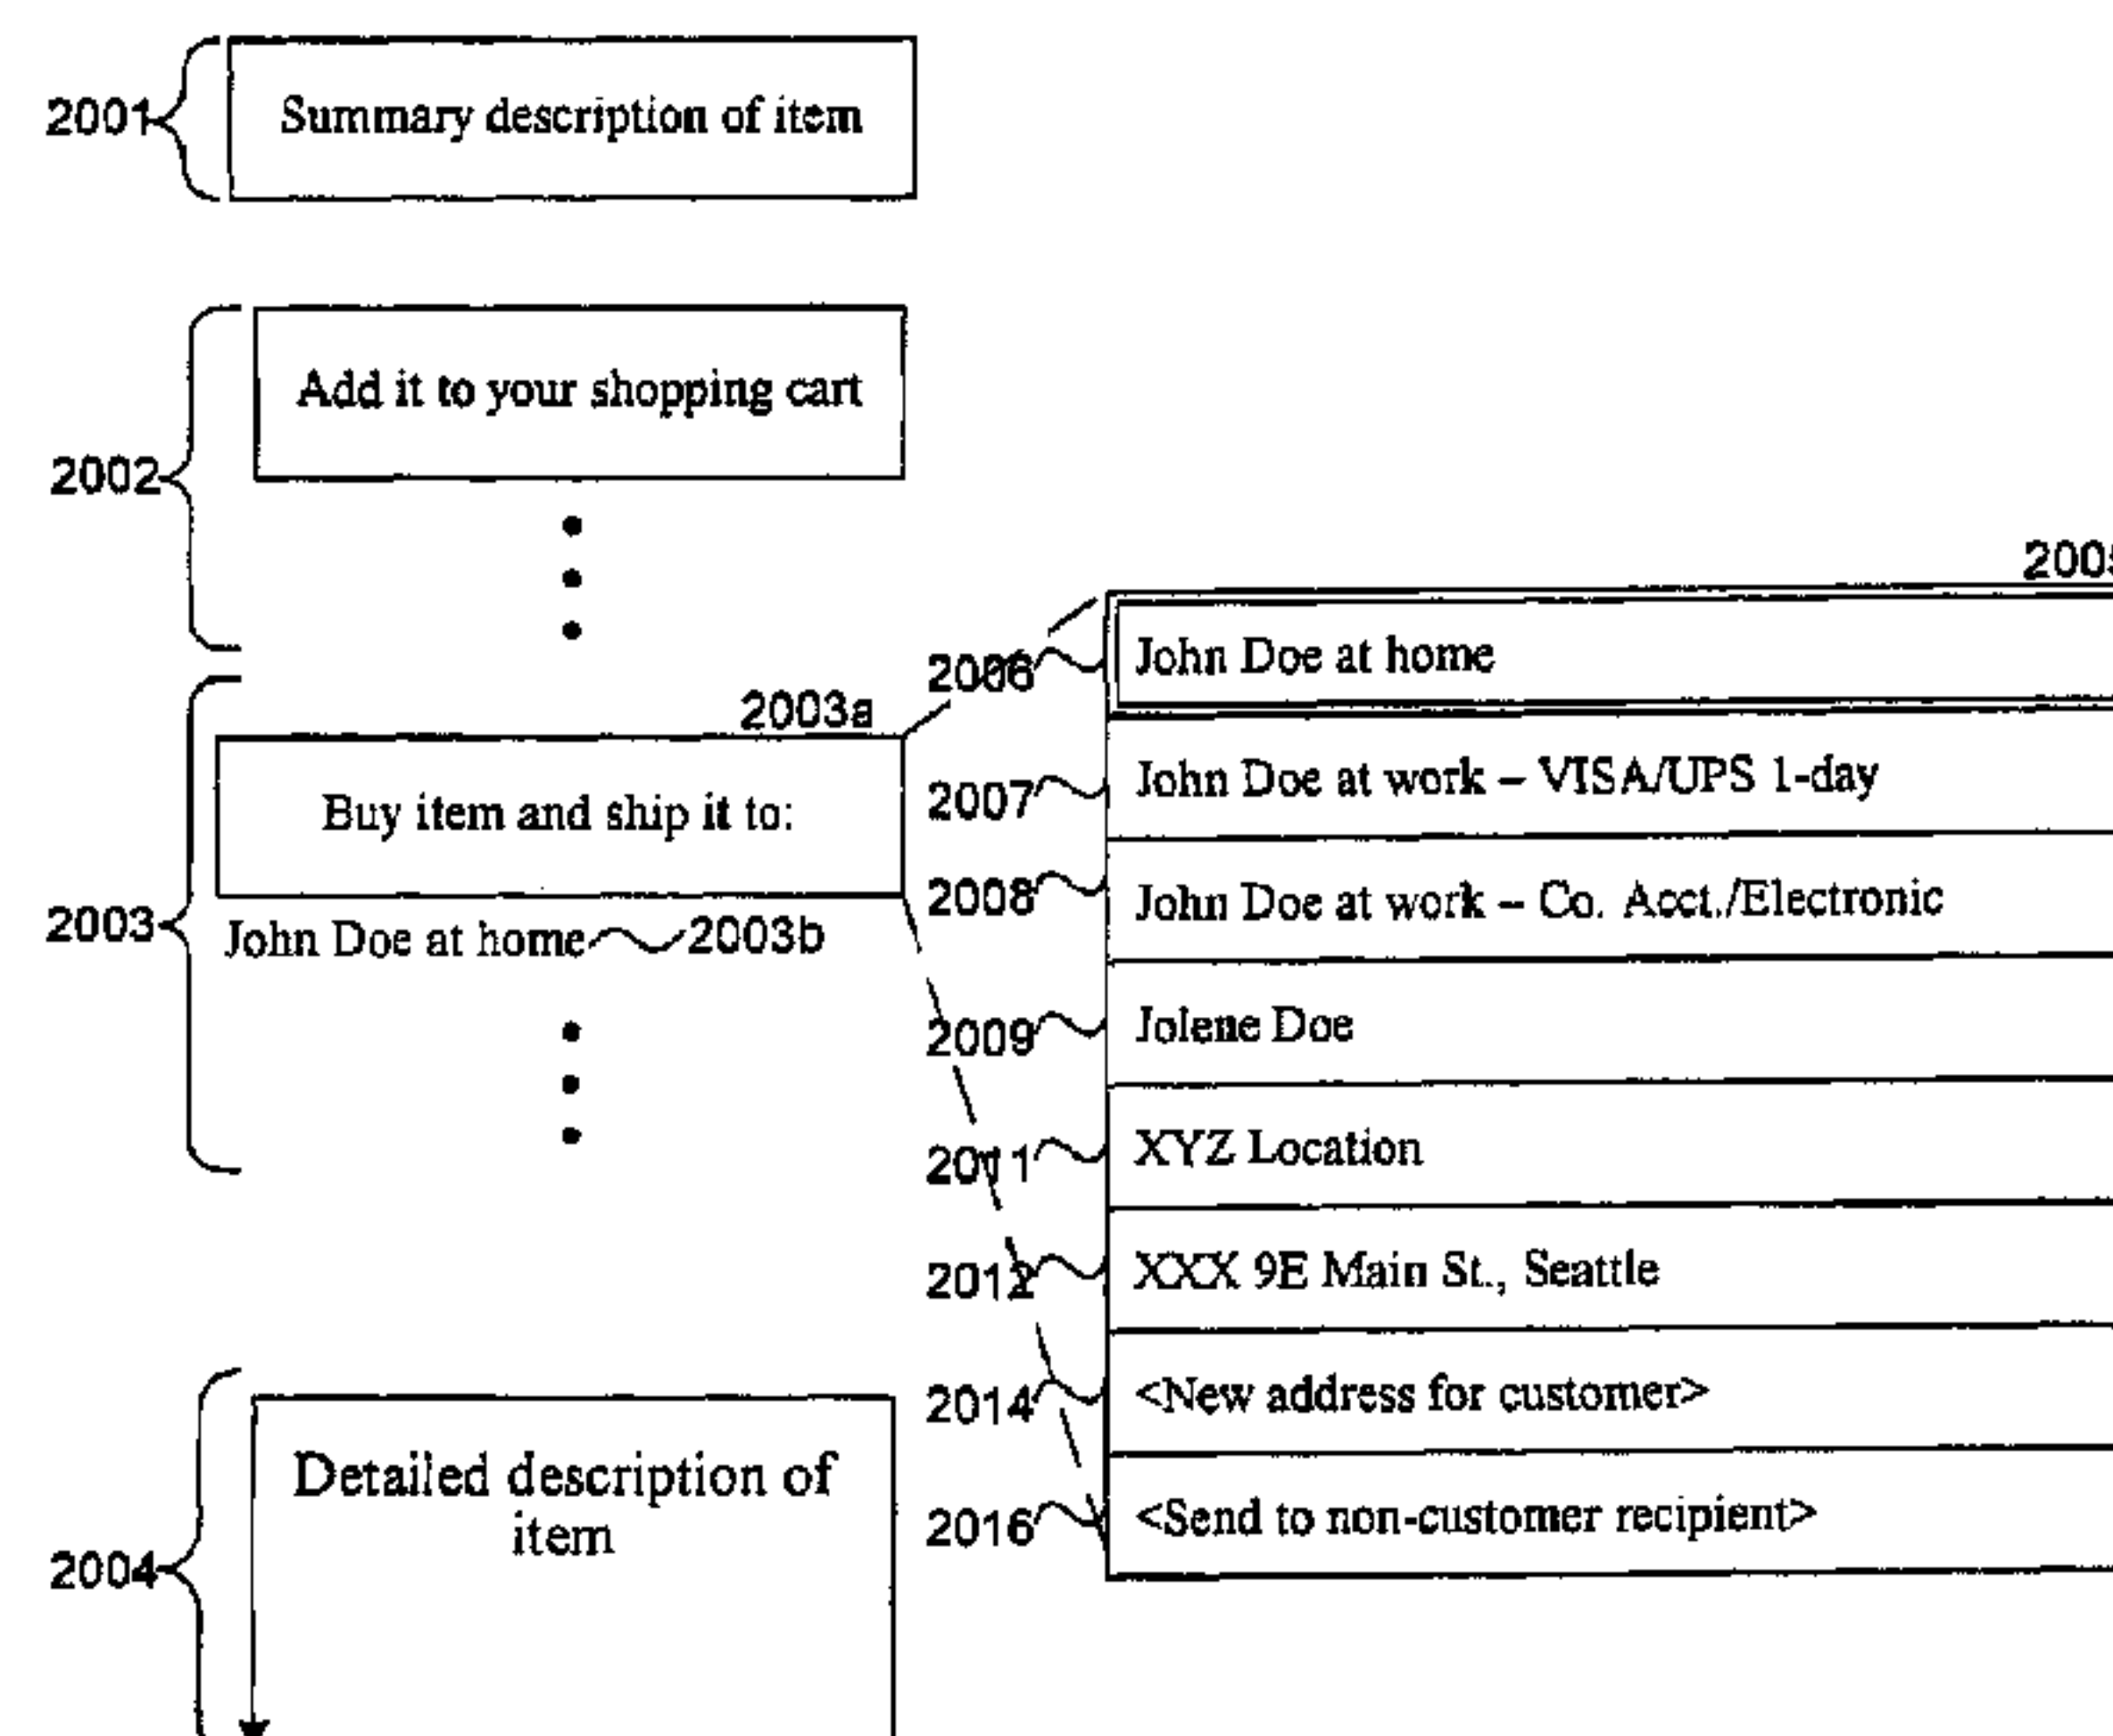 2001
Summary description of item
2002
Add it to your shopping cart
2003
2003a
Buy item and ship it to:
John Doe at home
2003b
2006
John Doe at home
2007
John Doe at work – VISA/UPS 1-day
2008
John Doe at work – Co. Acct./Electronic
2009
Jolene Doe
2011
XYZ Location
2012
XXX 9E Main St., Seattle
2014
<New address for customer>
2016
<Send to non-customer recipient>
2004
Detailed description of
item